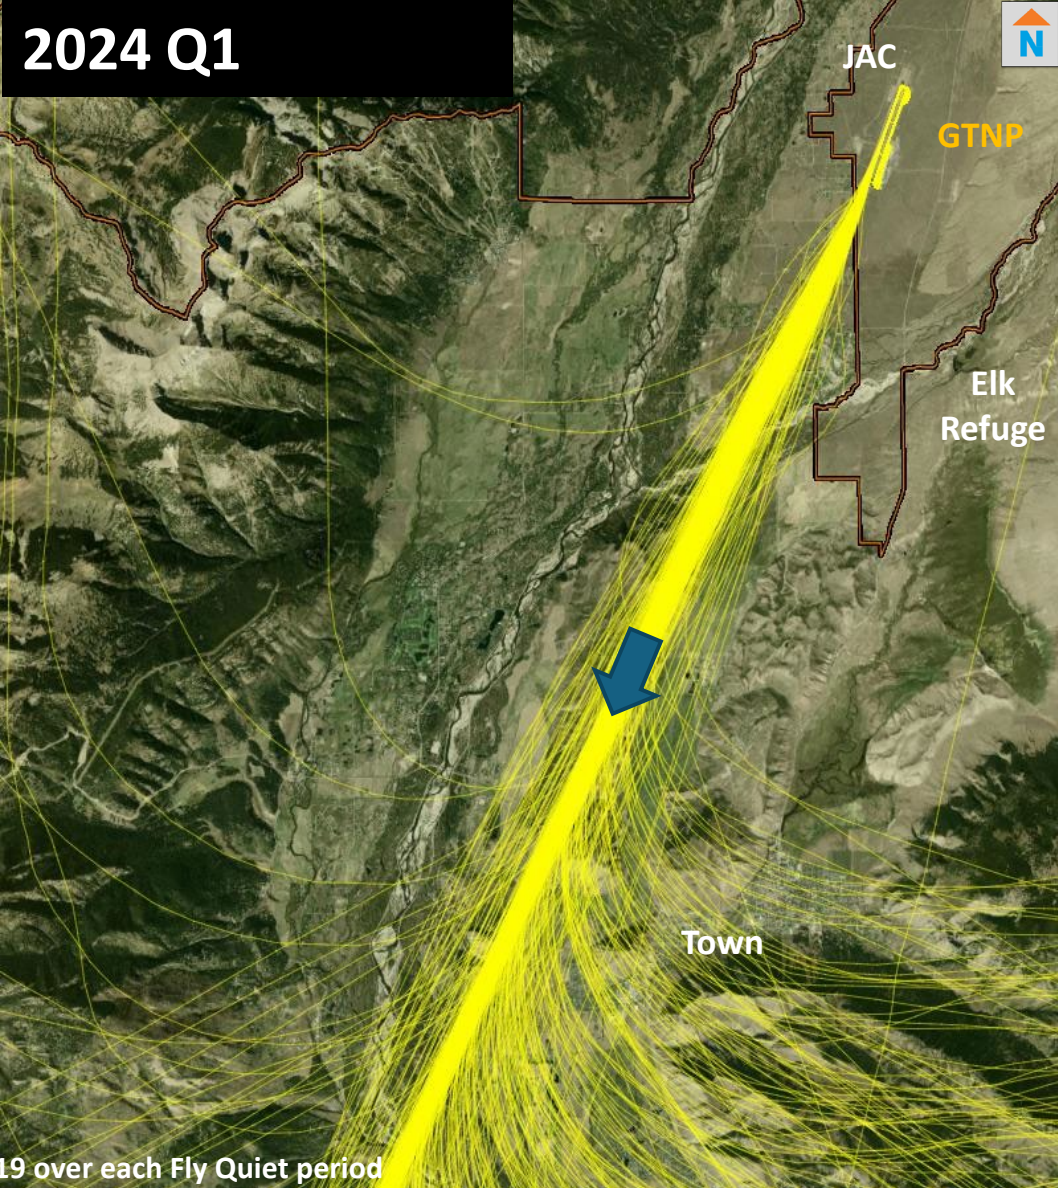 2024 Q1
JAC
N
GTNP
Elk
Refuge
Town
19 over each Fly Quiet period